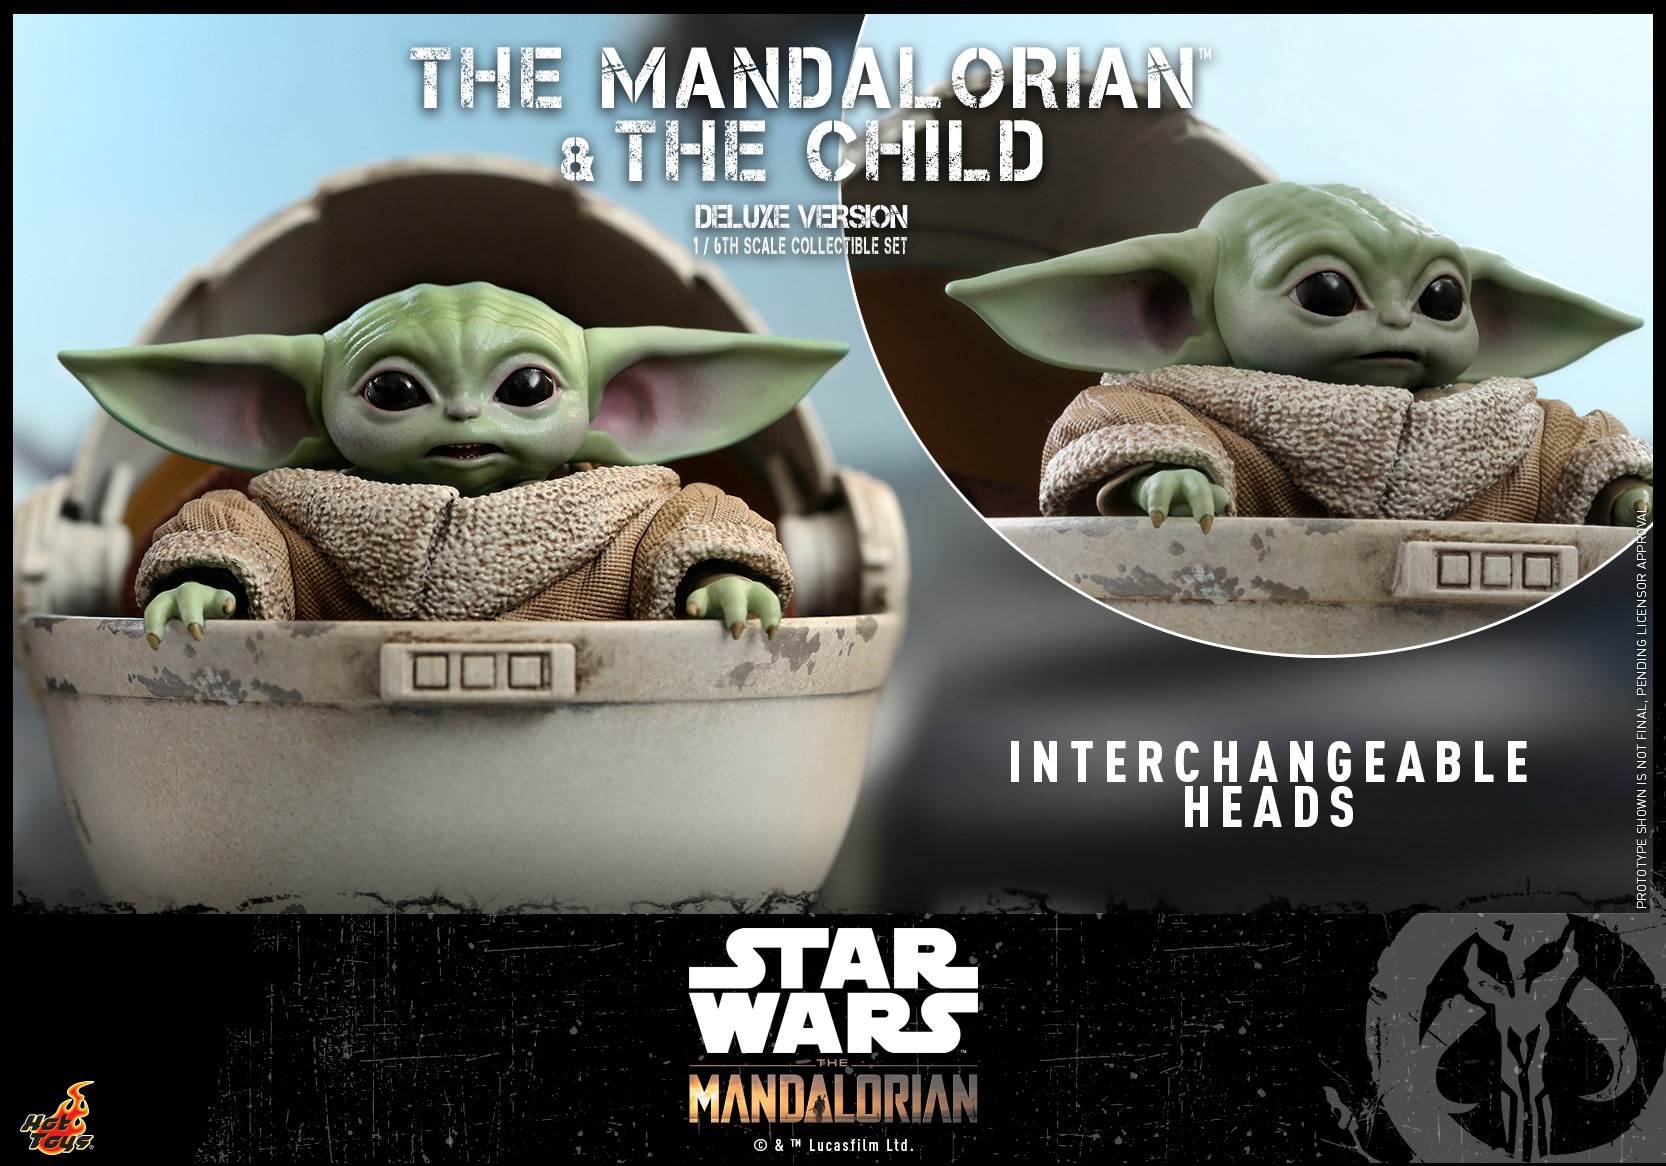 THE MANDALORIAN™
& THE CHILD
DELUXE VERSION
1 / 6TH SCALE COLLECTIBLE SET
INTERCHANGEABLE
HEADS
PROTOTYPE SHOWN IS NOT FINAL, PENDING LICENSOR APPROVAL
STAR
WARS™
THE
MANDALORIAN
© & ™ Lucasfilm Ltd.
HOT
TOYS